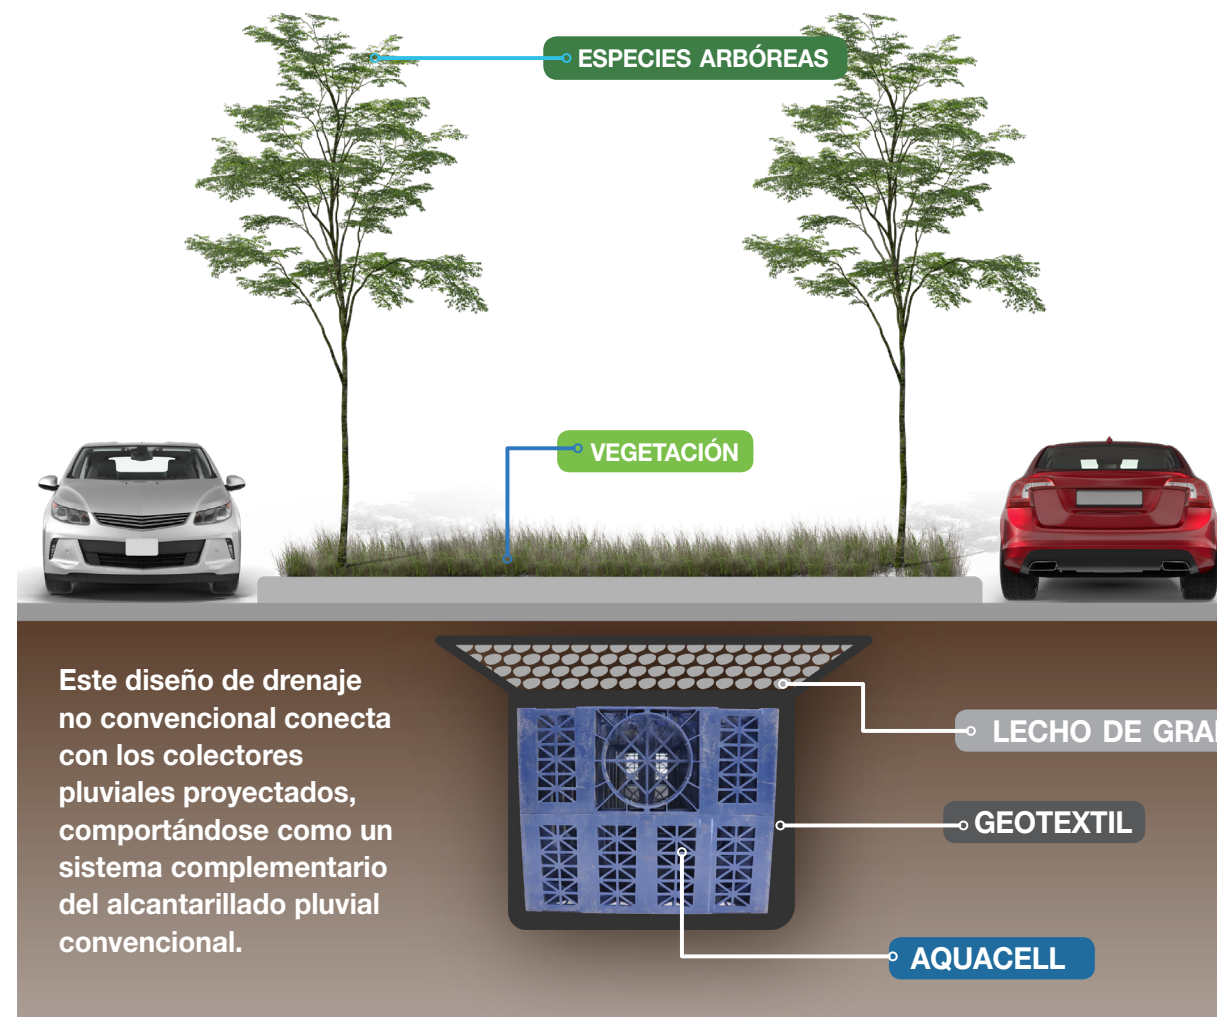 ESPECIES ARBÓREAS
VEGETACIÓN
Este diseño de drenaje
no convencional conecta
con los colectores
pluviales proyectados,
comportándose como un
sistema complementario
del alcantarillado pluvial
convencional.
LECHO DE GRA
GEOTEXTIL
AQUACELL